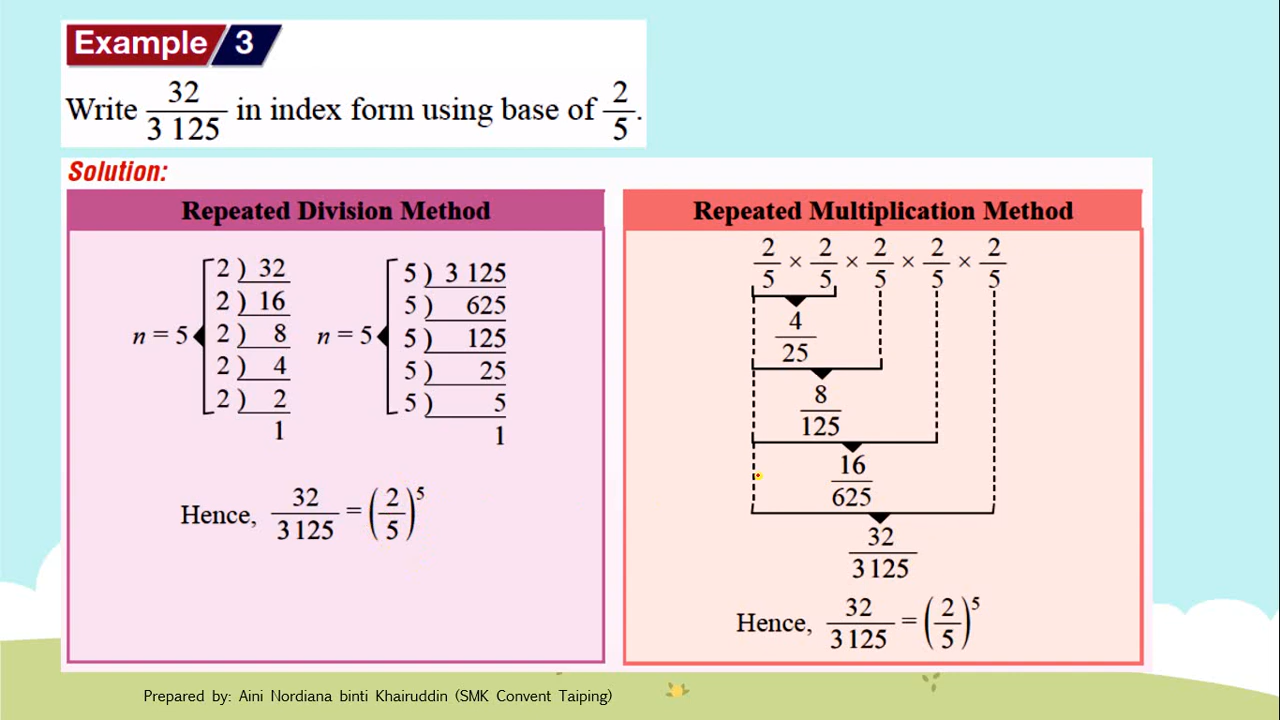 Example 3
Write 32/3 125 in index form using base of 2/5.
Solution:
Repeated Division Method
2 ) 32
2 ) 16
2 ) 8
2 ) 4
2 ) 2
1
n = 5
5 ) 3 125
5 ) 625
5 ) 125
5 ) 25
5 ) 5
1
n = 5
Hence, 32/3 125 = (2/5)^5
Repeated Multiplication Method
2/5 × 2/5 × 2/5 × 2/5 × 2/5
4/25
8/125
16/625
32/3 125
Hence, 32/3 125 = (2/5)^5
Prepared by: Aini Nordiana binti Khairuddin (SMK Convent Taiping)